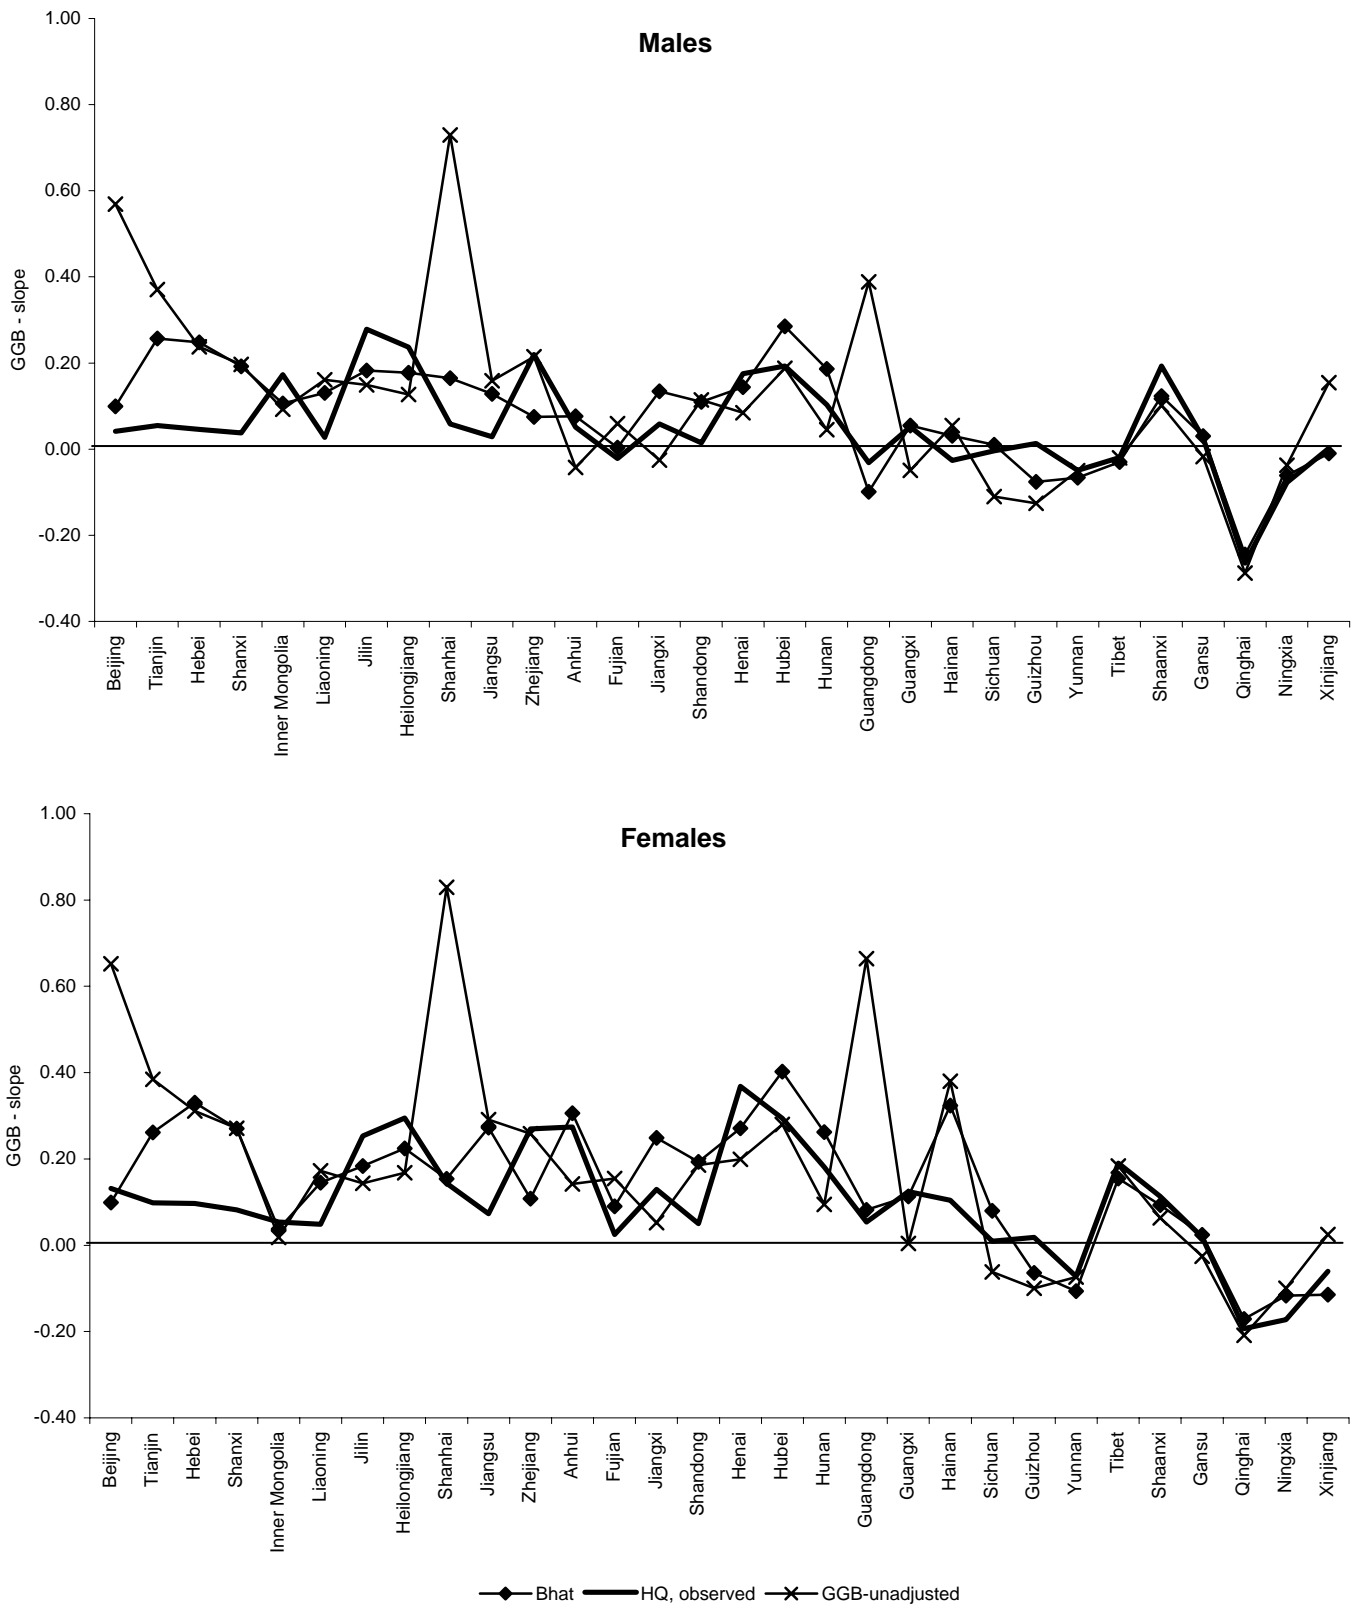 Males
GGB - slope
1.00
0.80
0.60
0.40
0.20
0.00
-0.20
-0.40
Beijing
Tianjin
Hebei
Shanxi
Inner Mongolia
Liaoning
Jilin
Heilongjiang
Shanhai
Jiangsu
Zhejiang
Anhui
Fujian
Jiangxi
Shandong
Henai
Hubei
Hunan
Guangdong
Guangxi
Hainan
Sichuan
Guizhou
Yunnan
Tibet
Shaanxi
Gansu
Qinghai
Ningxia
Xinjiang
Females
GGB - slope
1.00
0.80
0.60
0.40
0.20
0.00
-0.20
-0.40
Beijing
Tianjin
Hebei
Shanxi
Inner Mongolia
Liaoning
Jilin
Heilongjiang
Shanhai
Jiangsu
Zhejiang
Anhui
Fujian
Jiangxi
Shandong
Henai
Hubei
Hunan
Guangdong
Guangxi
Hainan
Sichuan
Guizhou
Yunnan
Tibet
Shaanxi
Gansu
Qinghai
Ningxia
Xinjiang
Bhat HQ, observed GGB-unadjusted